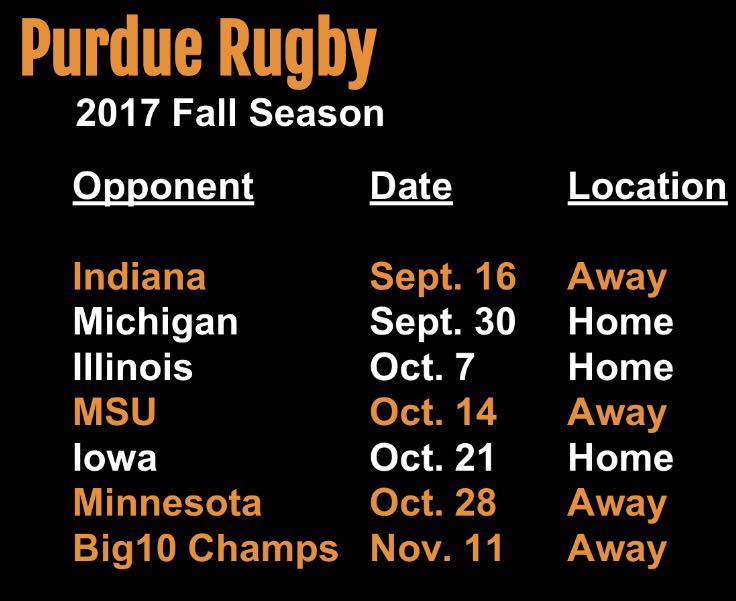 Purdue Rugby
2017 Fall Season
Opponent Date Location
Indiana Sept. 16 Away
Michigan Sept. 30 Home
Illinois Oct. 7 Home
MSU Oct. 14 Away
Iowa Oct. 21 Home
Minnesota Oct. 28 Away
Big10 Champs Nov. 11 Away